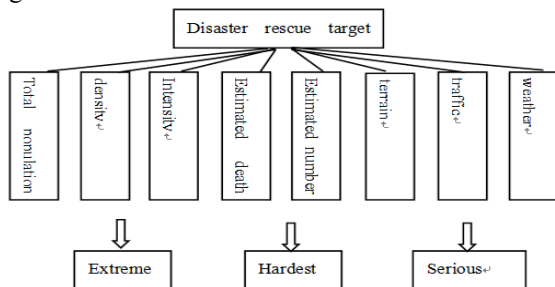 Disaster rescue target
Total population
density
Intensity
Estimated death
Estimated number
terrain
traffic
weather
Extreme
Hardest
Serious